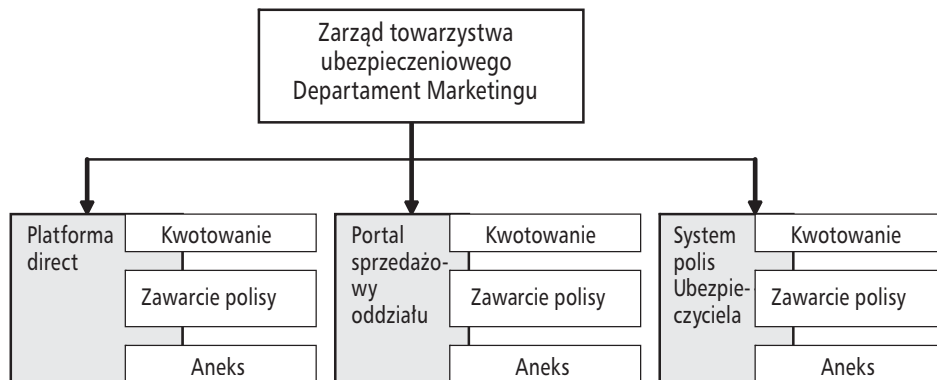 Zarząd towarzystwa
ubezpieczeniowego
Departament Marketingu
Platforma
direct
Kwotowanie
Zawarcie polisy
Aneks
Portal
sprzedażo-
wy
oddziału
Kwotowanie
Zawarcie polisy
Aneks
System
polis
Ubezpie-
czyciela
Kwotowanie
Zawarcie polisy
Aneks